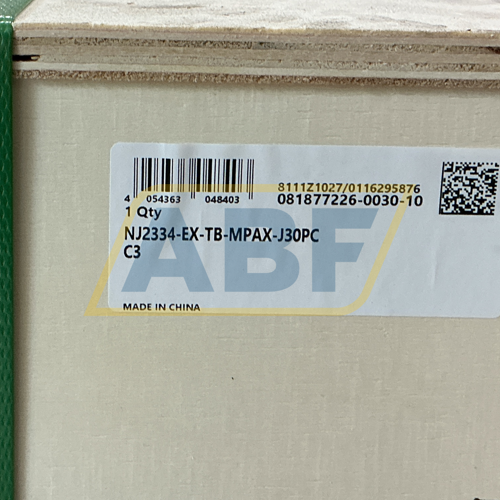 8111Z1027/0116295876
4 054363 048403
081877226-0030-10
1 Qty
NJ2334-EX-TB-MPAX-J30PC
C3
ABF
MADE IN CHINA